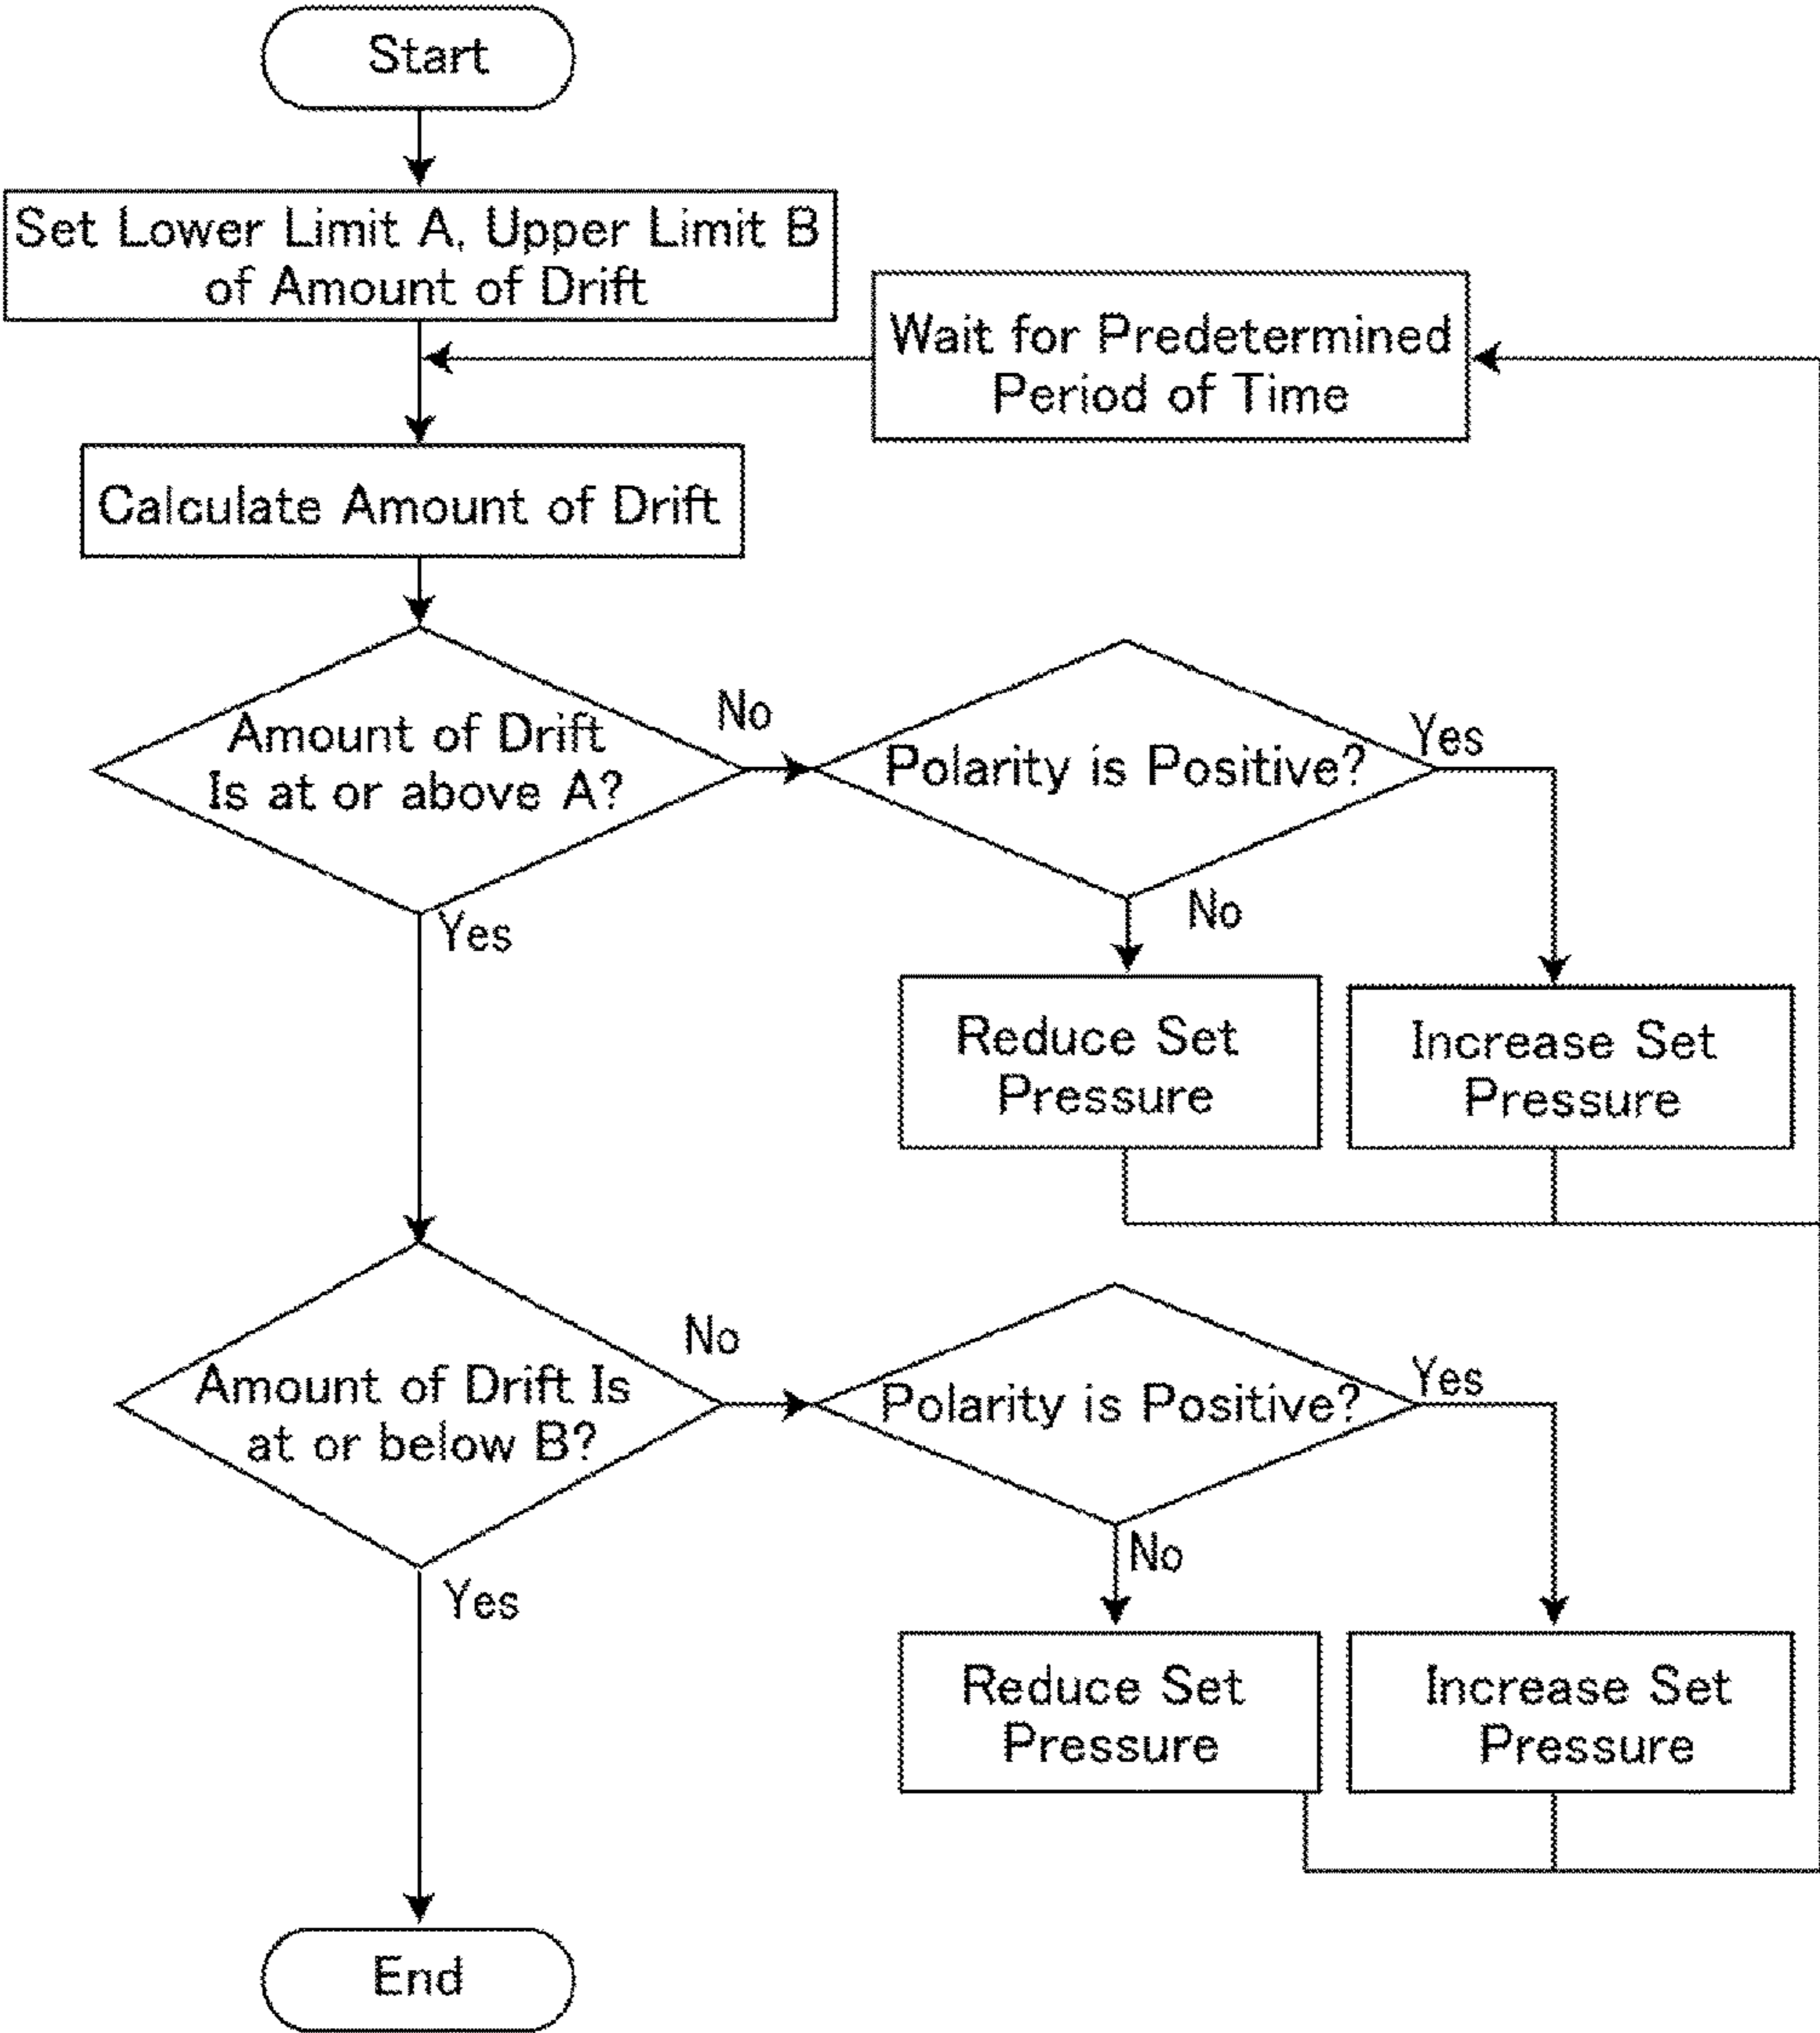 Start
Set Lower Limit A, Upper Limit B
of Amount of Drift
Wait for Predetermined
Period of Time
Calculate Amount of Drift
Amount of Drift
Is at or above A?
No
Polarity is Positive?
Yes
No
Yes
Reduce Set
Pressure
Increase Set
Pressure
Amount of Drift Is
at or below B?
No
Polarity is Positive?
Yes
No
Yes
Reduce Set
Pressure
Increase Set
Pressure
End